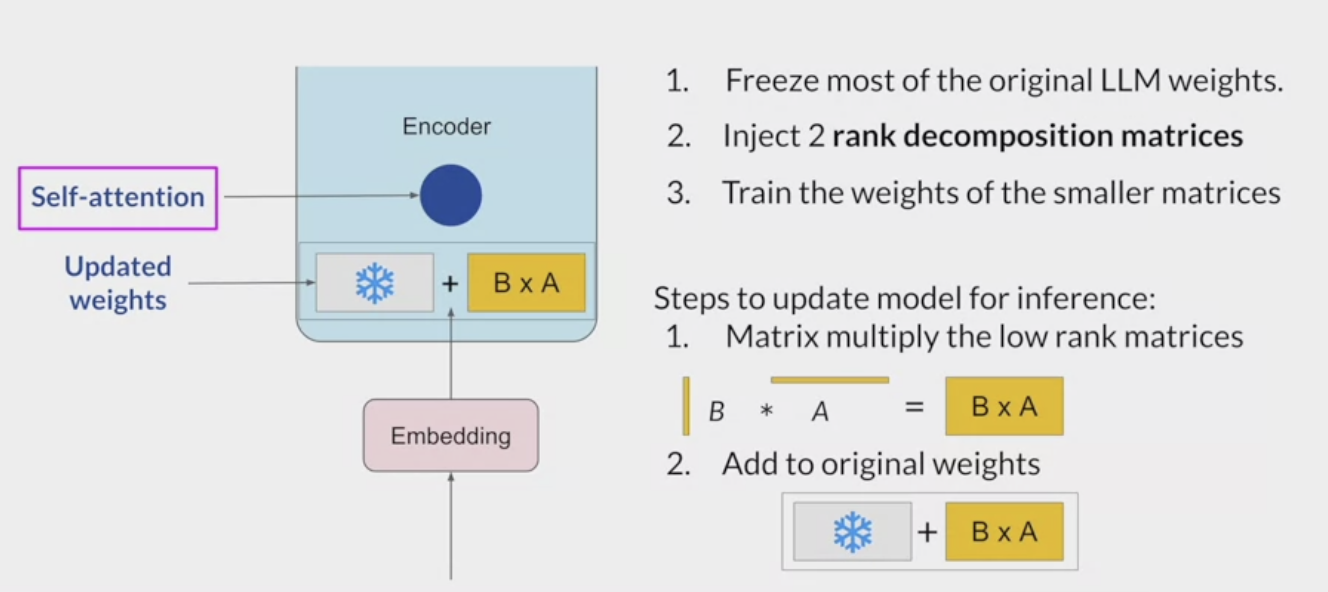 Encoder
Self-attention
Updated
weights
+ B x A
Embedding
1. Freeze most of the original LLM weights.
2. Inject 2 rank decomposition matrices
3. Train the weights of the smaller matrices
Steps to update model for inference:
1. Matrix multiply the low rank matrices
B * A = B x A
2. Add to original weights
+ B x A